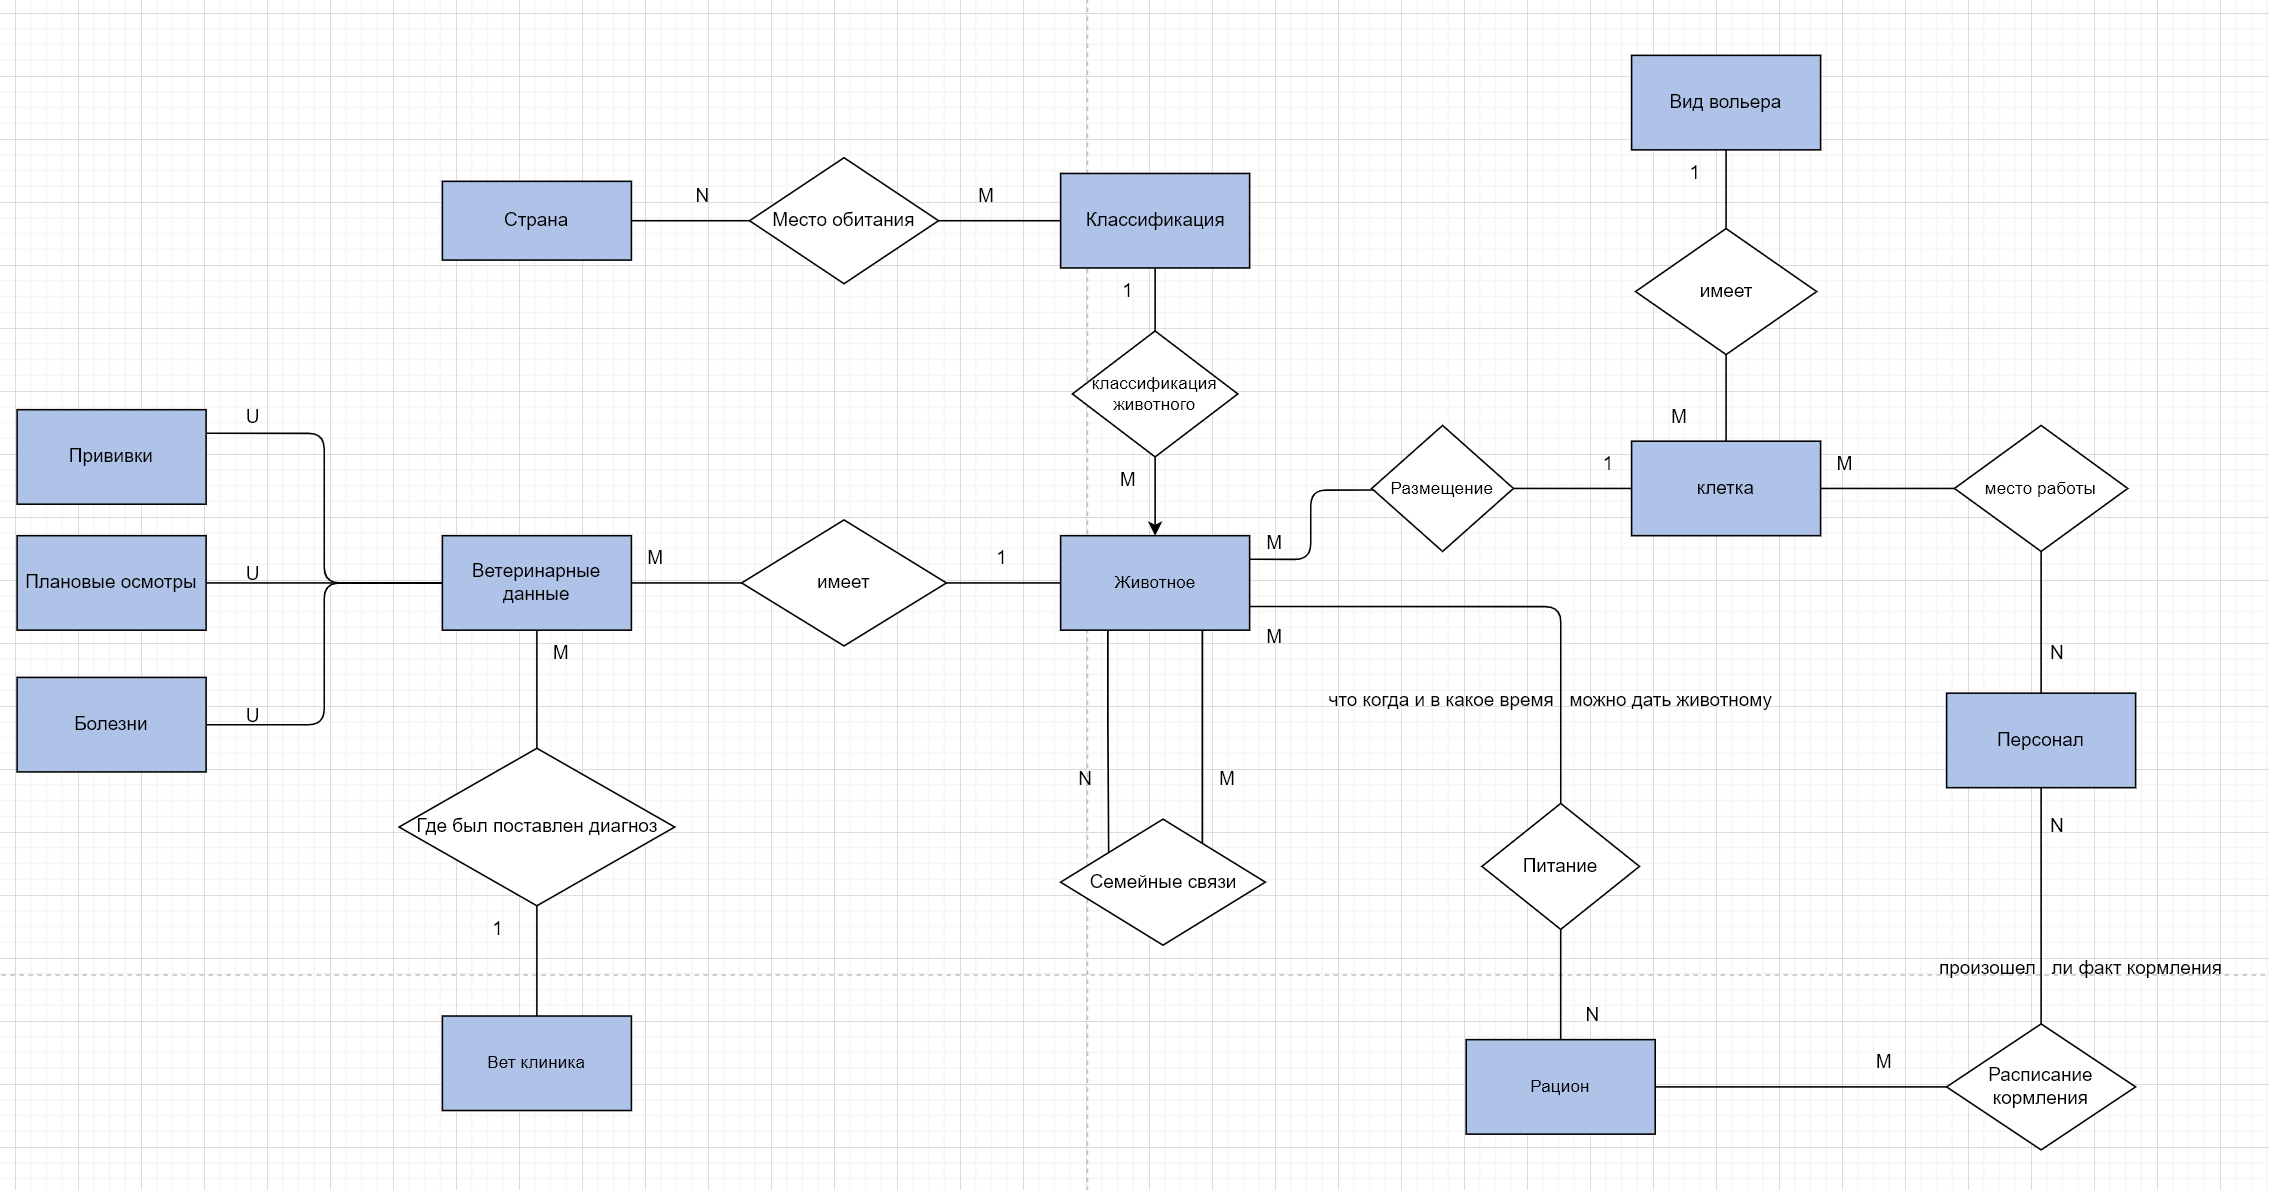 Вид вольера
1
Страна
N
Место обитания
M
Классификация
1
имеет
классификация
животного
M
M
Прививки
U
Плановые осмотры
U
Болезни
U
Ветеринарные
данные
M
имеет
1
Животное
M
Размещение
1
клетка
M
место работы
N
Персонал
N
M
M
что когда и в какое время можно дать животному
N
M
Где был поставлен диагноз
Семейные связи
Питание
1
произошел ли факт кормления
N
Вет клиника
Рацион
M
Расписание
кормления